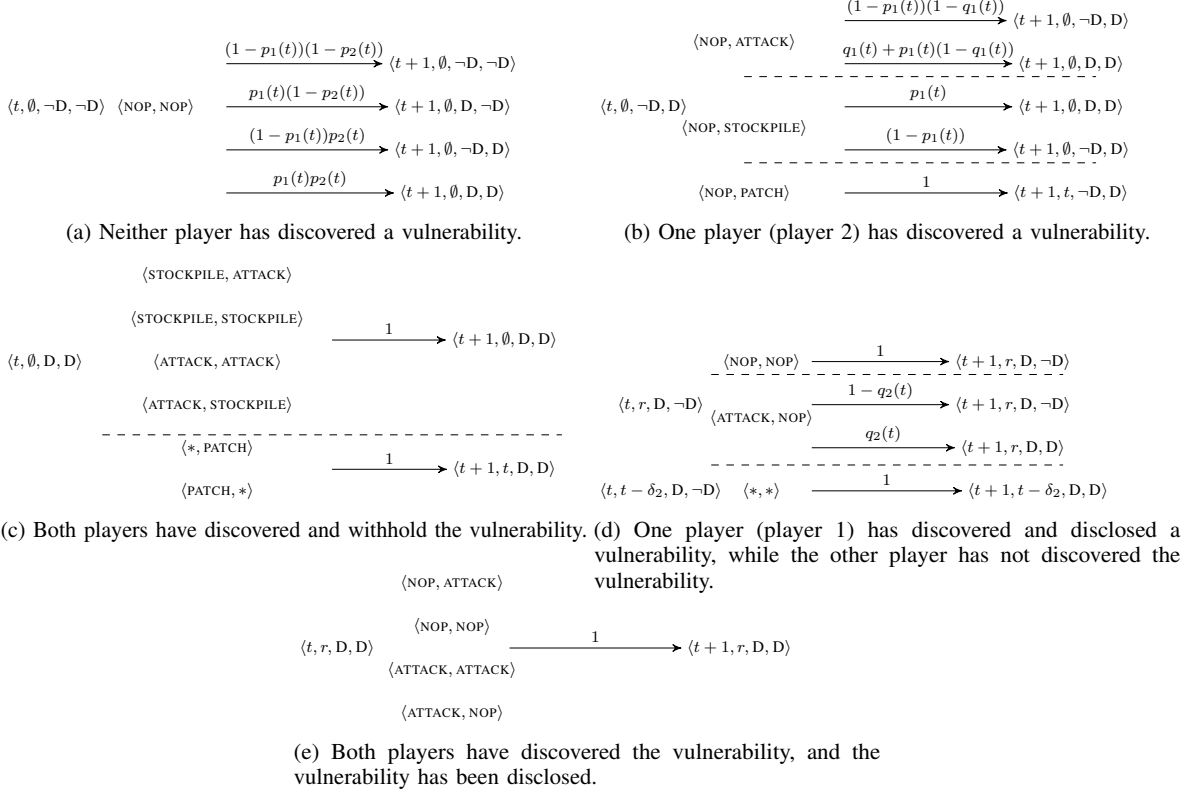 (1 − p₁(t))(1 − p₂(t))
⟨t + 1, ∅, ¬D, ¬D⟩
⟨t, ∅, ¬D, ¬D⟩ ⟨NOP, NOP⟩
p₁(t)(1 − p₂(t))
⟨t + 1, ∅, D, ¬D⟩
(1 − p₁(t))p₂(t)
⟨t + 1, ∅, ¬D, D⟩
p₁(t)p₂(t)
⟨t + 1, ∅, D, D⟩
(a) Neither player has discovered a vulnerability.
(1 − p₁(t))(1 − q₁(t))
⟨t + 1, ∅, ¬D, D⟩
⟨NOP, ATTACK⟩
q₁(t) + p₁(t)(1 − q₁(t))
⟨t + 1, ∅, D, D⟩
⟨t, ∅, ¬D, D⟩
p₁(t)
⟨t + 1, ∅, D, D⟩
⟨NOP, STOCKPILE⟩
(1 − p₁(t))
⟨t + 1, ∅, ¬D, D⟩
⟨NOP, PATCH⟩
1
⟨t + 1, t, ¬D, D⟩
(b) One player (player 2) has discovered a vulnerability.
⟨STOCKPILE, ATTACK⟩
⟨STOCKPILE, STOCKPILE⟩
1
⟨t + 1, ∅, D, D⟩
⟨t, ∅, D, D⟩
⟨ATTACK, ATTACK⟩
⟨ATTACK, STOCKPILE⟩
⟨∗, PATCH⟩
1
⟨t + 1, t, D, D⟩
⟨PATCH, ∗⟩
(c) Both players have discovered and withhold the vulnerability.
⟨NOP, NOP⟩
1
⟨t + 1, r, D, ¬D⟩
⟨t, r, D, ¬D⟩
1 − q₂(t)
⟨t + 1, r, D, ¬D⟩
⟨ATTACK, NOP⟩
q₂(t)
⟨t + 1, r, D, D⟩
⟨t, t − δ₂, D, ¬D⟩ ⟨∗, ∗⟩
1
⟨t + 1, t − δ₂, D, D⟩
(d) One player (player 1) has discovered and disclosed a
vulnerability, while the other player has not discovered the
vulnerability.
⟨NOP, ATTACK⟩
⟨NOP, NOP⟩
⟨t, r, D, D⟩
1
⟨t + 1, r, D, D⟩
⟨ATTACK, ATTACK⟩
⟨ATTACK, NOP⟩
(e) Both players have discovered the vulnerability, and the
vulnerability has been disclosed.